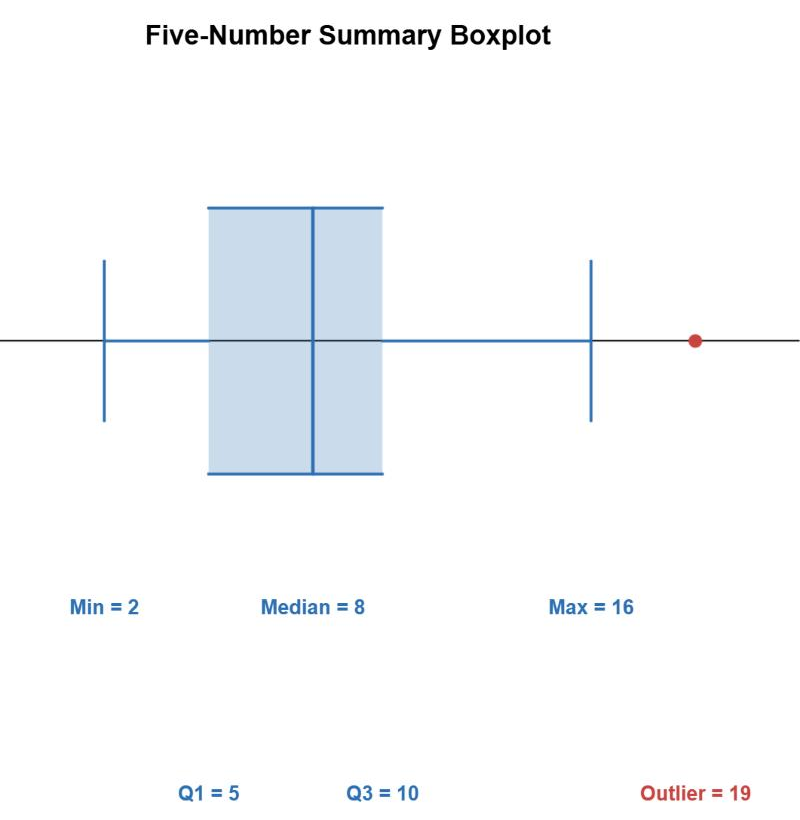 Five-Number Summary Boxplot
Min = 2
Median = 8
Max = 16
Q1 = 5
Q3 = 10
Outlier = 19